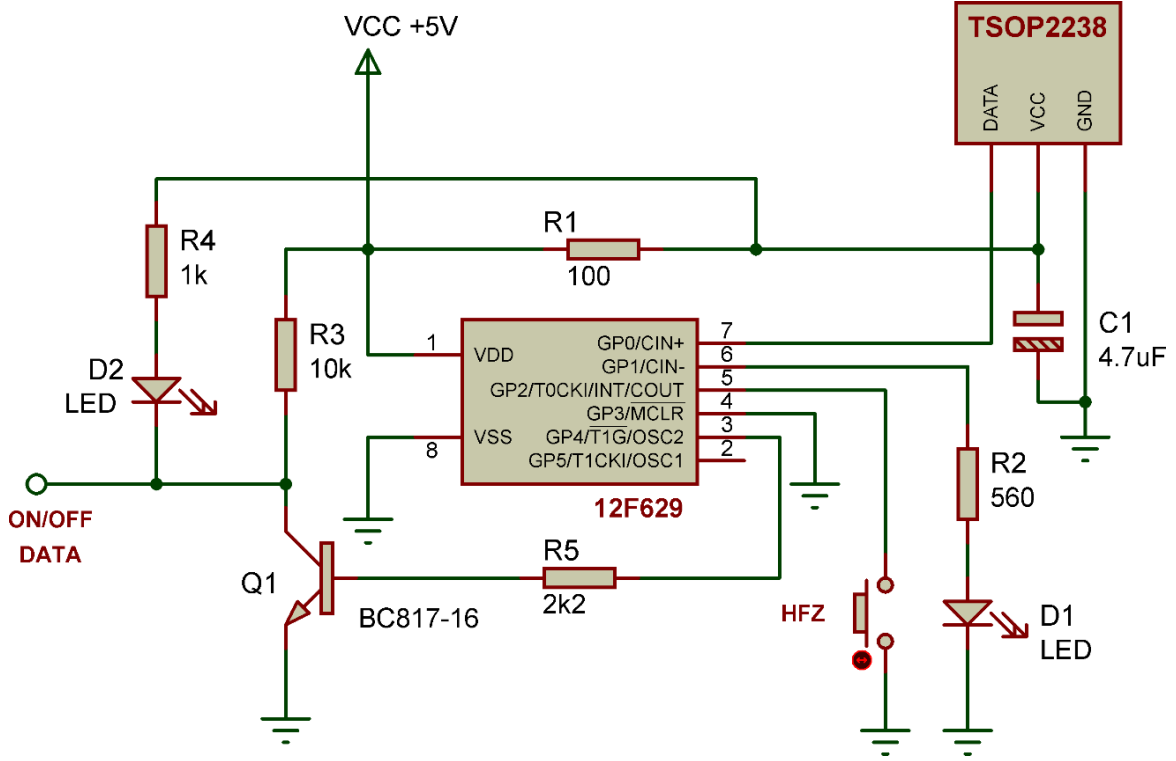 VCC +5V
TSOP2238
DATA
VCC
GND
R4
1k
R1
100
R3
10k
D2
LED
C1
4.7uF
1
VDD
8
VSS
GP0/CIN+
7
GP1/CIN-
6
GP2/T0CKI/INT/COUT
5
GP3/MCLR
4
GP4/T1G/OSC2
3
GP5/T1CKI/OSC1
2
12F629
R2
560
ON/OFF
DATA
Q1
BC817-16
R5
2k2
HFZ
D1
LED